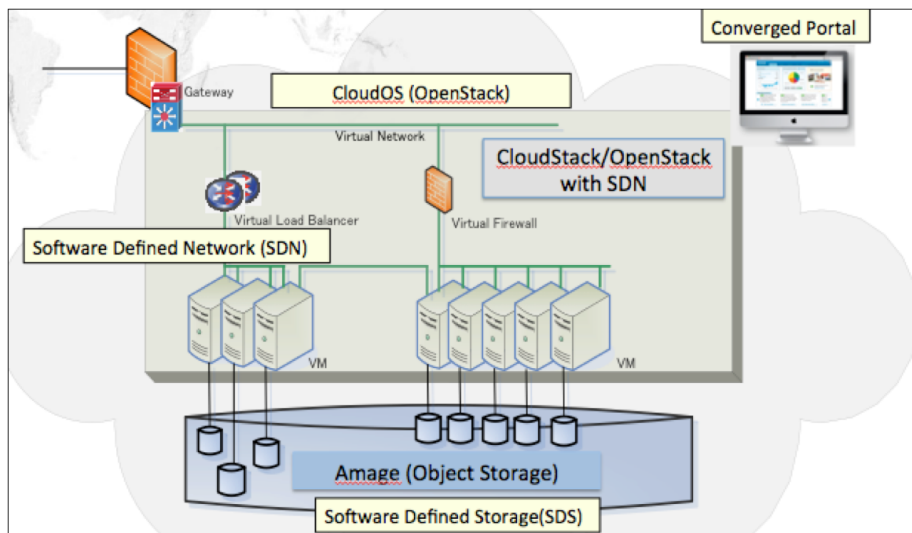 Converged Portal
Gateway
CloudOS (OpenStack)
Virtual Network
CloudStack/OpenStack
with SDN
Virtual Load Balancer
Virtual Firewall
Software Defined Network (SDN)
VM
VM
Amage (Object Storage)
Software Defined Storage(SDS)